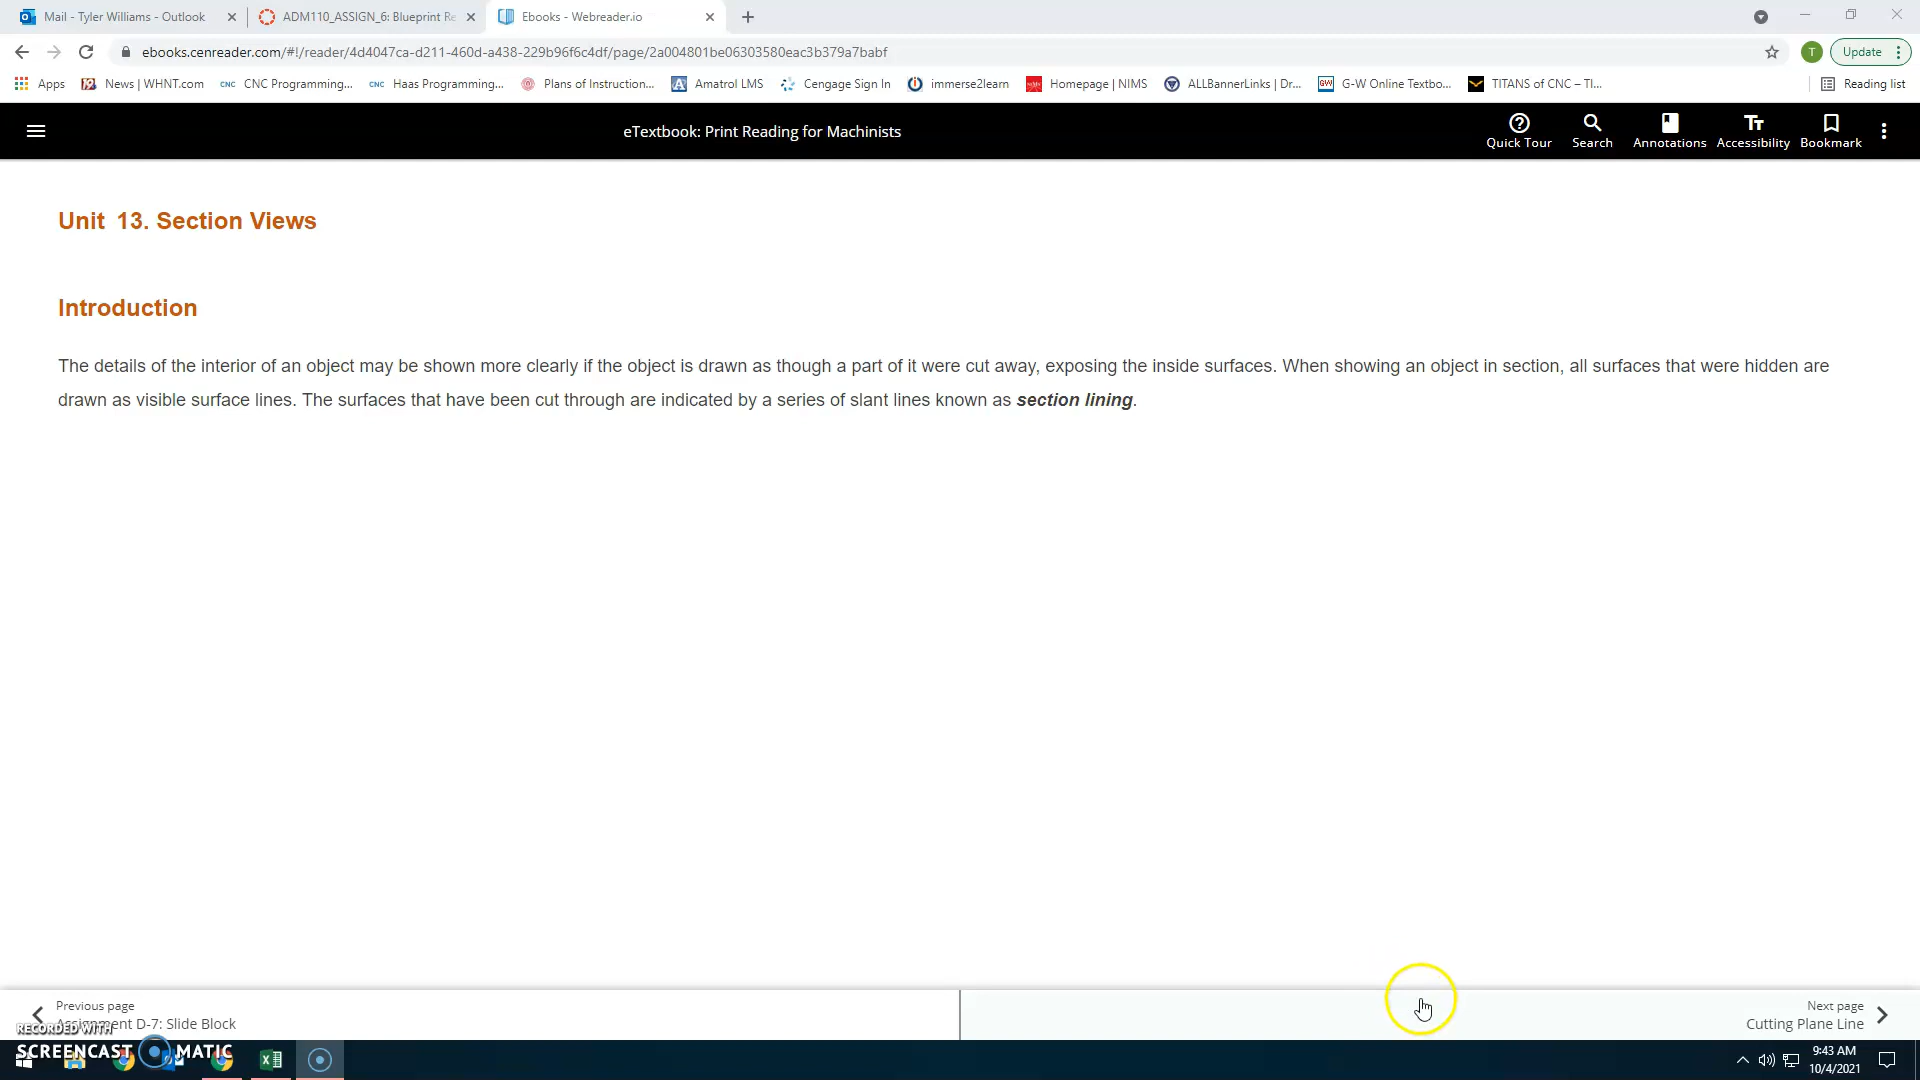 Mail - Tyler Williams - Outlook
ADM110_ASSIGN_6: Blueprint Re
Ebooks - Webreader.io
ebooks.cenreader.com/#!/reader/4d4047ca-d211-460d-a438-229b96f6c4df/page/2a004801be06303580eac3b379a7babf
T
Update
Apps
News | WHNT.com
CNC CNC Programming...
CNC Haas Programming...
Plans of Instruction...
Amatrol LMS
Cengage Sign In
immerse2learn
Homepage | NIMS
ALLBannerLinks | Dr...
GW G-W Online Textbo...
TITANS of CNC – TI...
Reading list
eTextbook: Print Reading for Machinists
Quick Tour
Search
Annotations
Accessibility
Bookmark
Unit 13. Section Views
Introduction
The details of the interior of an object may be shown more clearly if the object is drawn as though a part of it were cut away, exposing the inside surfaces. When showing an object in section, all surfaces that were hidden are
drawn as visible surface lines. The surfaces that have been cut through are indicated by a series of slant lines known as section lining.
Previous page
Assignment D-7: Slide Block
Next page
Cutting Plane Line
RECORDED WITH
SCREENCAST MATIC
9:43 AM
10/4/2021